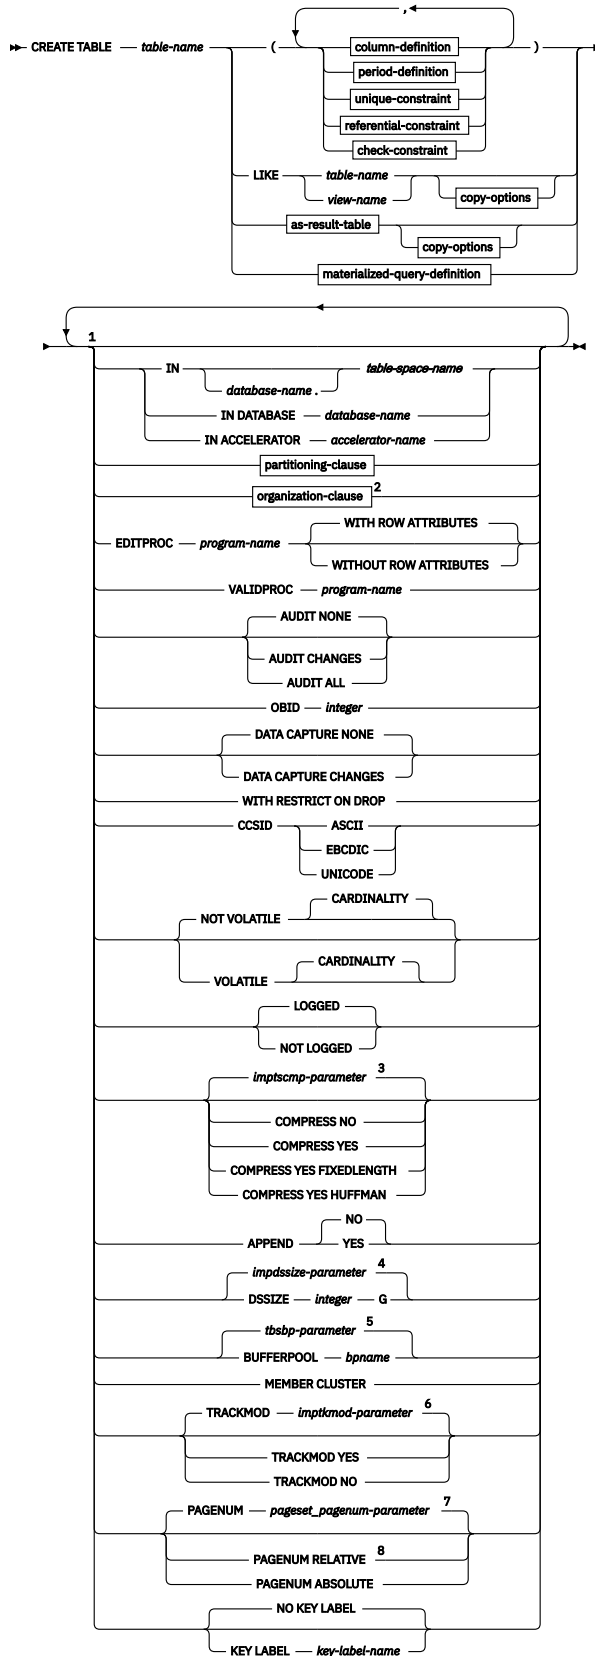 ,
CREATE TABLE table-name ( column-definition )
period-definition
unique-constraint
referential-constraint
check-constraint
LIKE table-name
view-name copy-options
as-result-table
copy-options
materialized-query-definition
1
IN table-space-name
database-name .
IN DATABASE database-name
IN ACCELERATOR accelerator-name
partitioning-clause
organization-clause 2
WITH ROW ATTRIBUTES
EDITPROC program-name
WITHOUT ROW ATTRIBUTES
VALIDPROC program-name
AUDIT NONE
AUDIT CHANGES
AUDIT ALL
OBID integer
DATA CAPTURE NONE
DATA CAPTURE CHANGES
WITH RESTRICT ON DROP
CCSID ASCII
EBCDIC
UNICODE
CARDINALITY
NOT VOLATILE
CARDINALITY
VOLATILE
LOGGED
NOT LOGGED
imptscmp-parameter 3
COMPRESS NO
COMPRESS YES
COMPRESS YES FIXEDLENGTH
COMPRESS YES HUFFMAN
NO
APPEND YES
impdssize-parameter 4
DSSIZE integer G
tbsbp-parameter 5
BUFFERPOOL bpname
MEMBER CLUSTER
TRACKMOD imptkmod-parameter 6
TRACKMOD YES
TRACKMOD NO
PAGENUM pageset_pagenum-parameter 7
PAGENUM RELATIVE 8
PAGENUM ABSOLUTE
NO KEY LABEL
KEY LABEL key-label-name